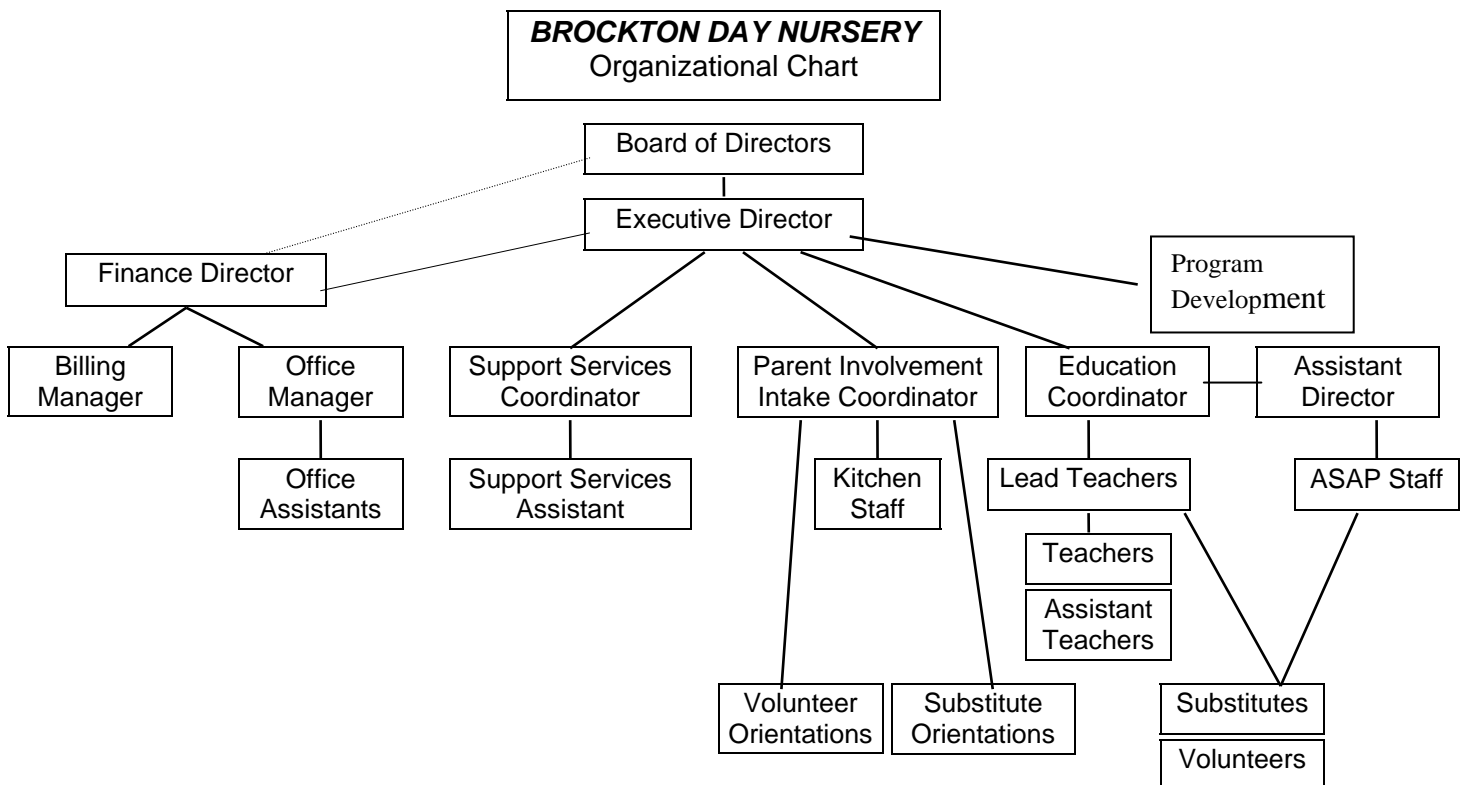 BROCKTON DAY NURSERY
Organizational Chart
Board of Directors
Executive Director
Finance Director
Program
Development
Billing
Manager
Office
Manager
Support Services
Coordinator
Parent Involvement
Intake Coordinator
Education
Coordinator
Assistant
Director
Office
Assistants
Support Services
Assistant
Kitchen
Staff
Lead Teachers
ASAP Staff
Teachers
Assistant
Teachers
Volunteer
Orientations
Substitute
Orientations
Substitutes
Volunteers